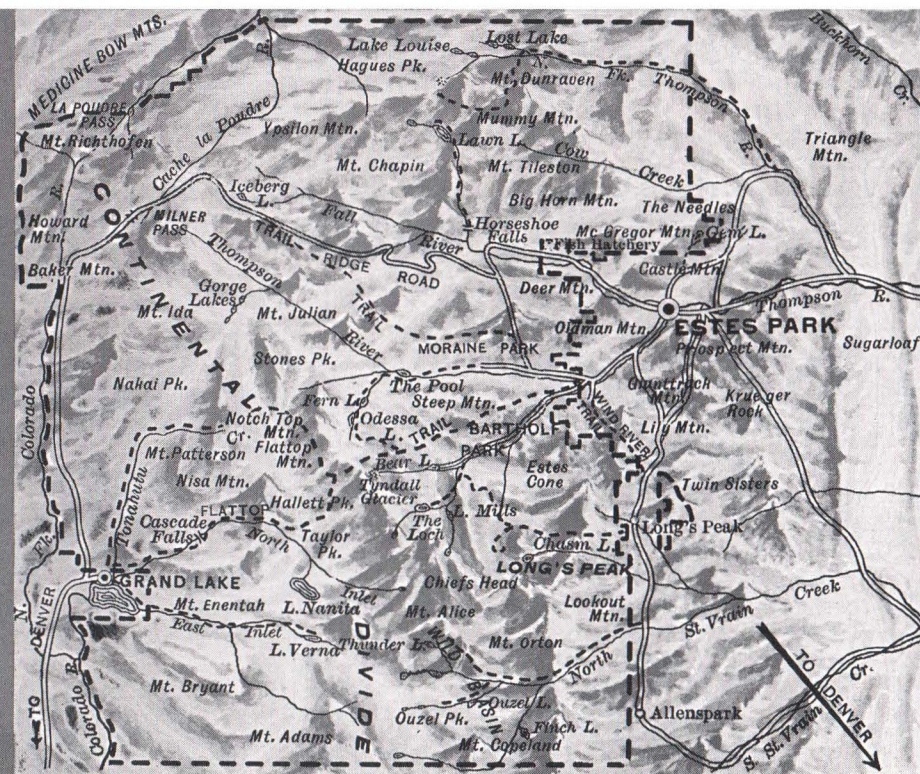 MEDICINE BOW MTS.
Lake Louise
Lost Lake
Buckhorn
Cr.
R.
Hagues Pk.
N.
Mt. Dunraven
Fk.
Thompson
R.
LA POUDRE
PASS
Mt. Richthofen
Cache la Poudre
Ypsilon Mtn.
Mummy Mtn.
Lawn L.
Cow
Creek
Triangle
Mtn.
Mt. Chapin
Mt. Tileston
R.
CONTINENTAL
Iceberg
L.
Fall
River
Big Horn Mtn.
The Needles
Howard
Mtn.
MILNER
PASS
TRAIL
RIDGE
ROAD
Horseshoe
Falls
Mc Gregor Mtn.
Gem L.
Fish Hatchery
Castle Mtn.
Baker Mtn.
Thompson
River
Gorge
Lakes
Mt. Ida
Mt. Julian
TRAIL
Deer Mtn.
Thompson
R.
Oldman Mtn.
ESTES PARK
MORAINE PARK
Prospect Mtn.
Sugarloaf
Stones Pk.
Nakai Pk.
The Pool
Steep Mtn.
Fern L.
Gianttrack
Mtn.
Krueger
Rock
Notch Top
Mtn.
Odessa
L.
TRAIL
WIND RIVER
TRAIL
Colorado
Cr.
Flattop
Mtn.
BARTHOLF
PARK
Lily Mtn.
Mt. Patterson
Bear L.
Estes
Cone
Twin Sisters
Nisa Mtn.
Tyndall
Glacier
Tonahutu
Hallett Pk.
FLATTOP
L. Mills
The
Loch
Cascade
Falls
North
Inlet
Taylor
Pk.
Long's Peak
Chasm L.
LONG'S PEAK
Fk.
GRAND LAKE
Chiefs Head
Creek
Mt. Enentah
L. Nanita
Mt. Alice
Lookout
Mtn.
St. Vrain
North
N.
DENVER
TO
East
Inlet
L. Verna
DIVIDE
Thunder L.
WILD
BASIN
Mt. Orton
TO DENVER
Colorado R.
Mt. Bryant
Ouzel L.
Ouzel Pk.
Allenspark
Cr.
Finch L.
Mt. Adams
Mt. Copeland
S. St. Vrain